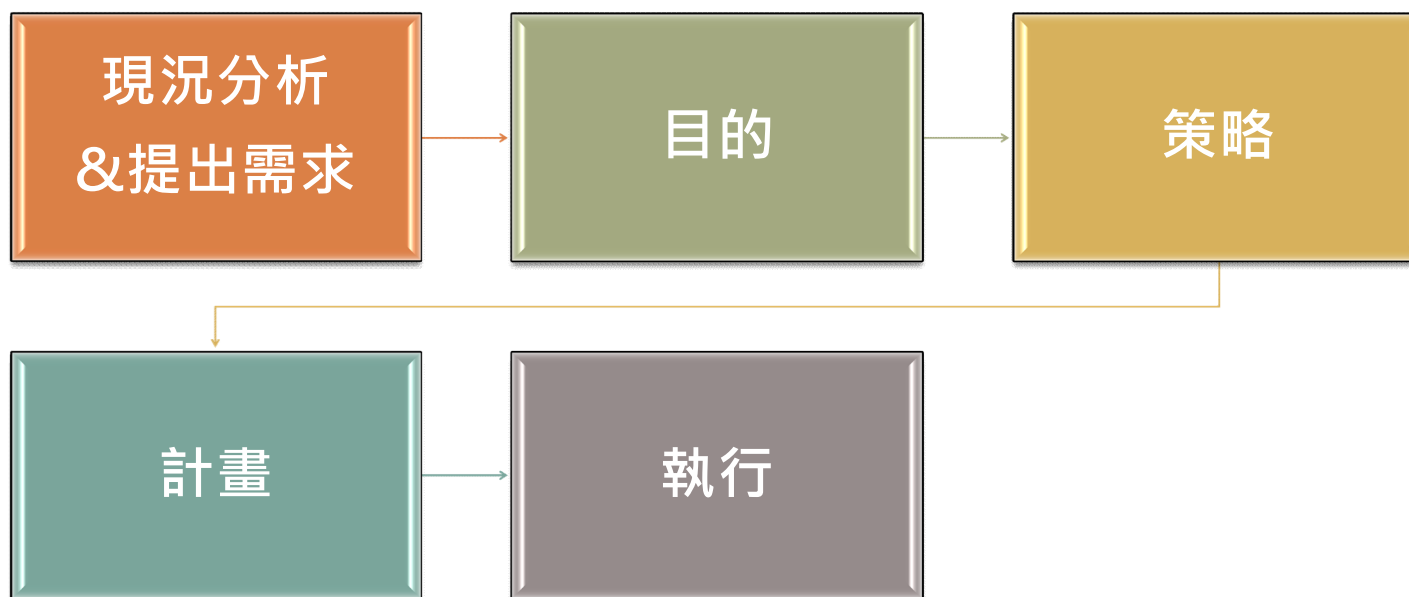 現況分析
&提出需求
目的
策略
計畫
執行